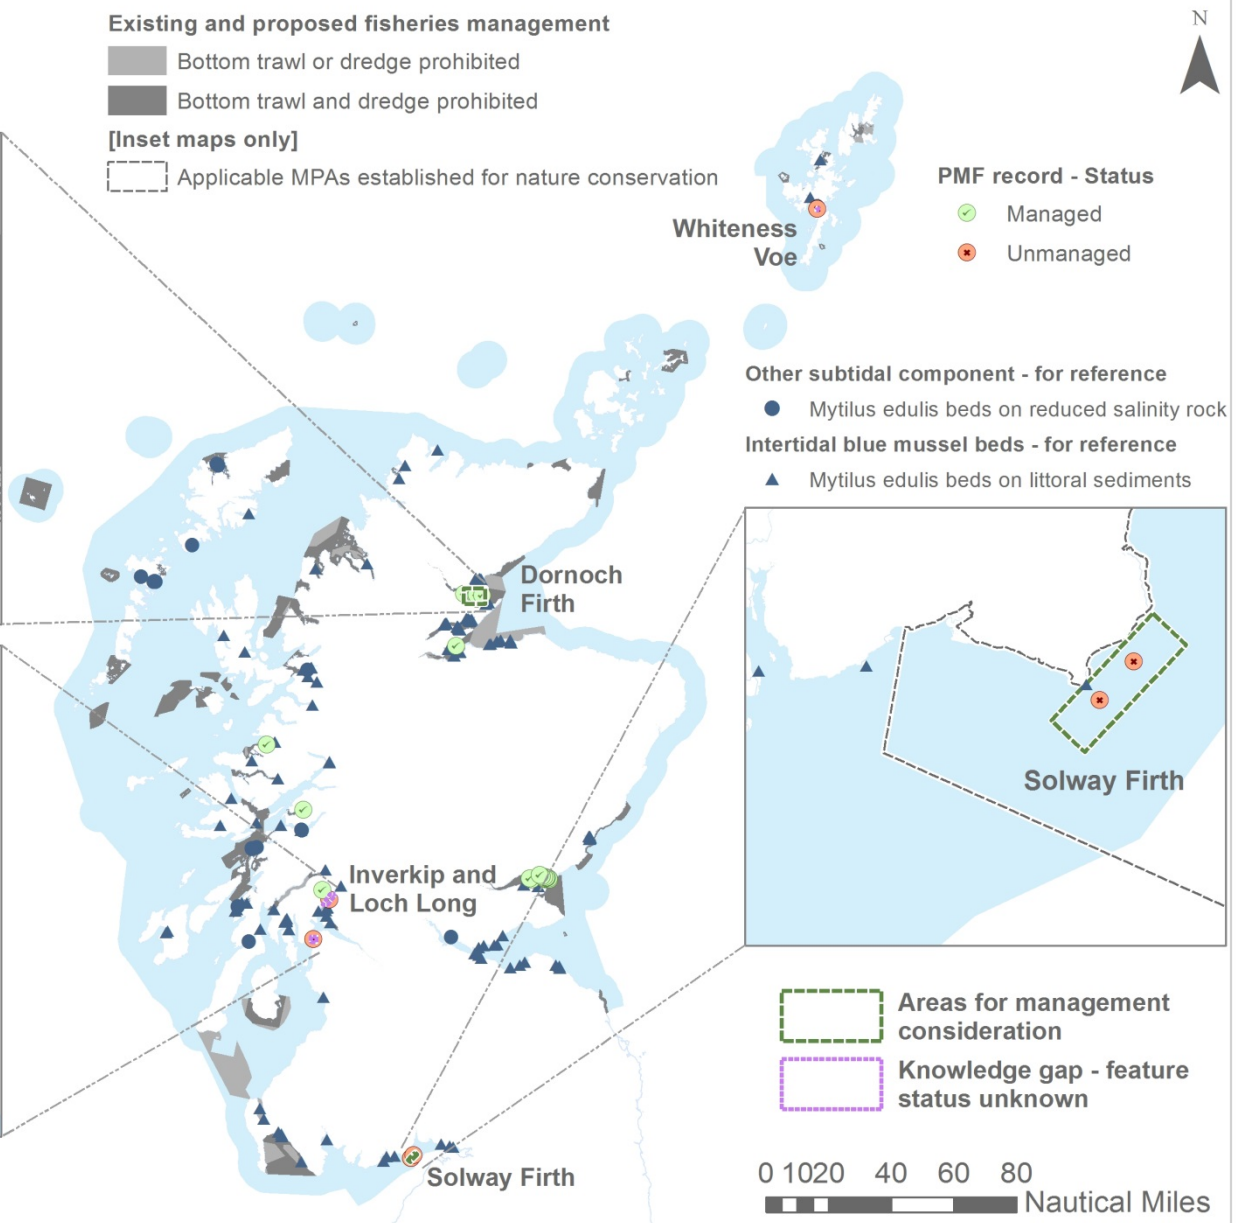 Existing and proposed fisheries management
Bottom trawl or dredge prohibited
Bottom trawl and dredge prohibited
[Inset maps only]
Applicable MPAs established for nature conservation
N
PMF record - Status
Managed
Unmanaged
Whiteness
Voe
Other subtidal component - for reference
Mytilus edulis beds on reduced salinity rock
Intertidal blue mussel beds - for reference
Mytilus edulis beds on littoral sediments
Dornoch
Firth
Solway Firth
Inverkip and
Loch Long
Areas for management
consideration
Knowledge gap - feature
status unknown
Solway Firth
0 1020 40 60 80
Nautical Miles